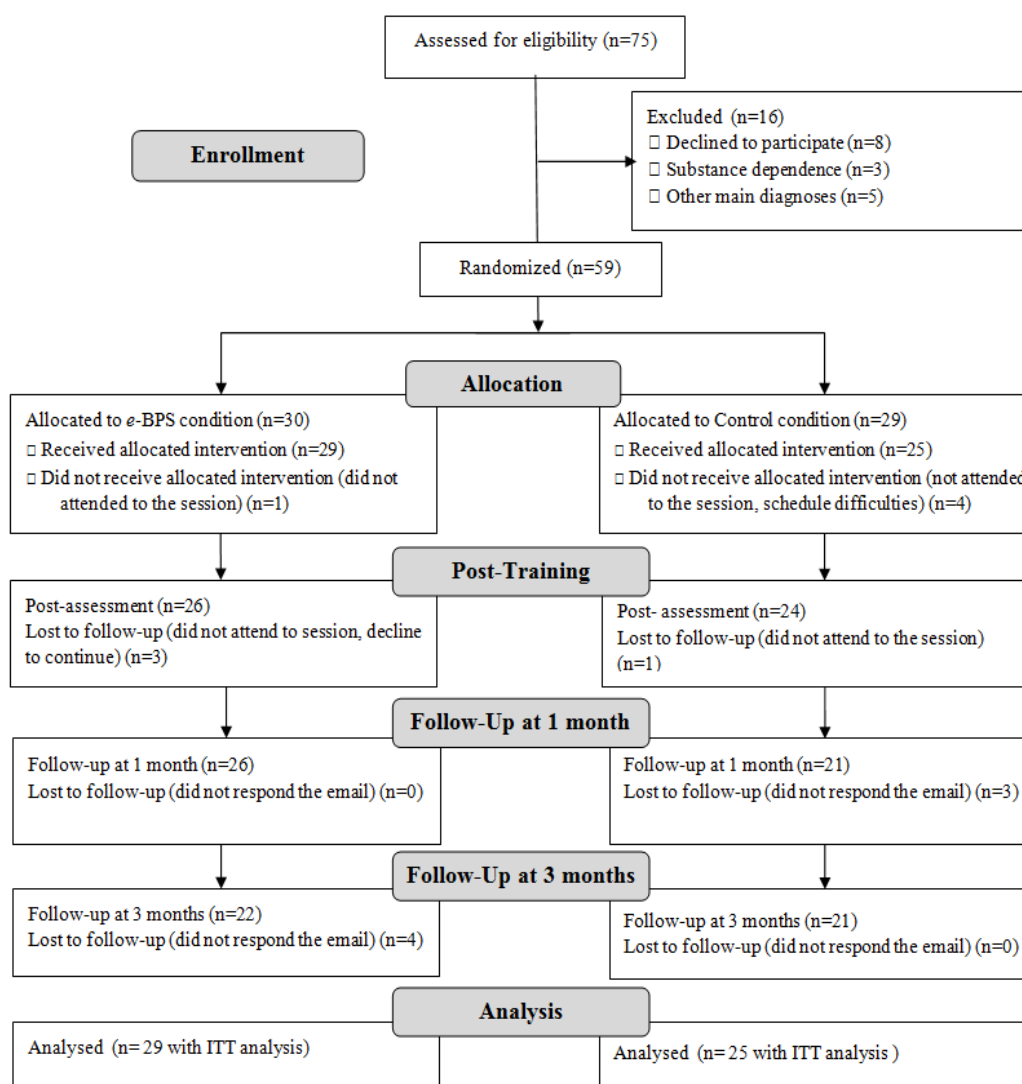 Assessed for eligibility (n=75)
Excluded (n=16)
□ Declined to participate (n=8)
□ Substance dependence (n=3)
□ Other main diagnoses (n=5)
Enrollment
Randomized (n=59)
Allocation
Allocated to e-BPS condition (n=30)
□ Received allocated intervention (n=29)
□ Did not receive allocated intervention (did not
attended to the session) (n=1)
Allocated to Control condition (n=29)
□ Received allocated intervention (n=25)
□ Did not receive allocated intervention (not attended
to the session, schedule difficulties) (n=4)
Post-Training
Post-assessment (n=26)
Lost to follow-up (did not attend to session, decline
to continue) (n=3)
Post- assessment (n=24)
Lost to follow-up (did not attend to the session)
(n=1)
Follow-Up at 1 month
Follow-up at 1 month (n=26)
Lost to follow-up (did not respond the email) (n=0)
Follow-up at 1 month (n=21)
Lost to follow-up (did not respond the email) (n=3)
Follow-Up at 3 months
Follow-up at 3 months (n=22)
Lost to follow-up (did not respond the email) (n=4)
Follow-up at 3 months (n=21)
Lost to follow-up (did not respond the email) (n=0)
Analysis
Analysed (n= 29 with ITT analysis)
Analysed (n= 25 with ITT analysis )